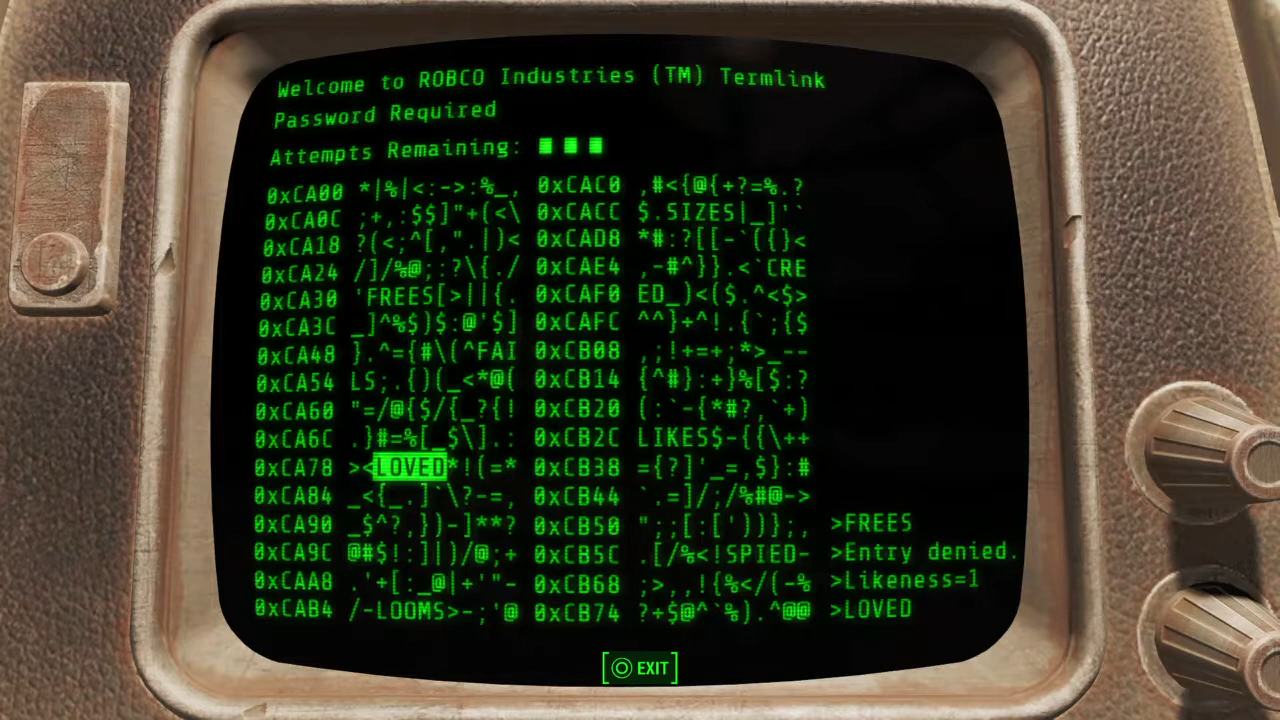 Welcome to ROBCO Industries (TM) Termlink
Password Required
Attempts Remaining: ■ ■ ■
0xCA00 *|%|<:->:%_, 0xCAC0 ,#<{@{+?=%.?
0xCA0C ;+,:$$]"+(<\ 0xCACC $.SIZES|_]'`
0xCA18 ?(<;^[,".|)< 0xCAD8 *#:?[[-`({}<
0xCA24 /]/%@;:?\{./ 0xCAE4 ,-#^}}.<`CRE
0xCA30 'FREES[>||{. 0xCAF0 ED_)<($.^<$>
0xCA3C _]^%$)$:@'$] 0xCAFC ^^}+^!.{`;{$
0xCA48 }.^={#\(^FAI 0xCB08 ,;!+=+;*>_--
0xCA54 LS;.{)(_<*@( 0xCB14 {^#}:+}%[$:?
0xCA60 "=/@{$/{_?{! 0xCB20 (:`-{*#?,`+)
0xCA6C .}#=%[_$\].: 0xCB2C LIKES$-{{\++
0xCA78 ><LOVED*!(=* 0xCB38 ={?]'_=,$}:#
0xCA84 _<{_.]`\?-=, 0xCB44 `.=]/;/%#@->
0xCA90 _$^?,})-]**? 0xCB50 ";;[:['))};, >FREES
0xCA9C @#$!:]|)/@;+ 0xCB5C .[/%<!SPIED- >Entry denied.
0xCAA8 .'+[:_@|+'"- 0xCB68 ;>,,!{%</(-% >Likeness=1
0xCAB4 /-LOOMS>-;'@ 0xCB74 ?+$@^`%).^@@ >LOVED
EXIT